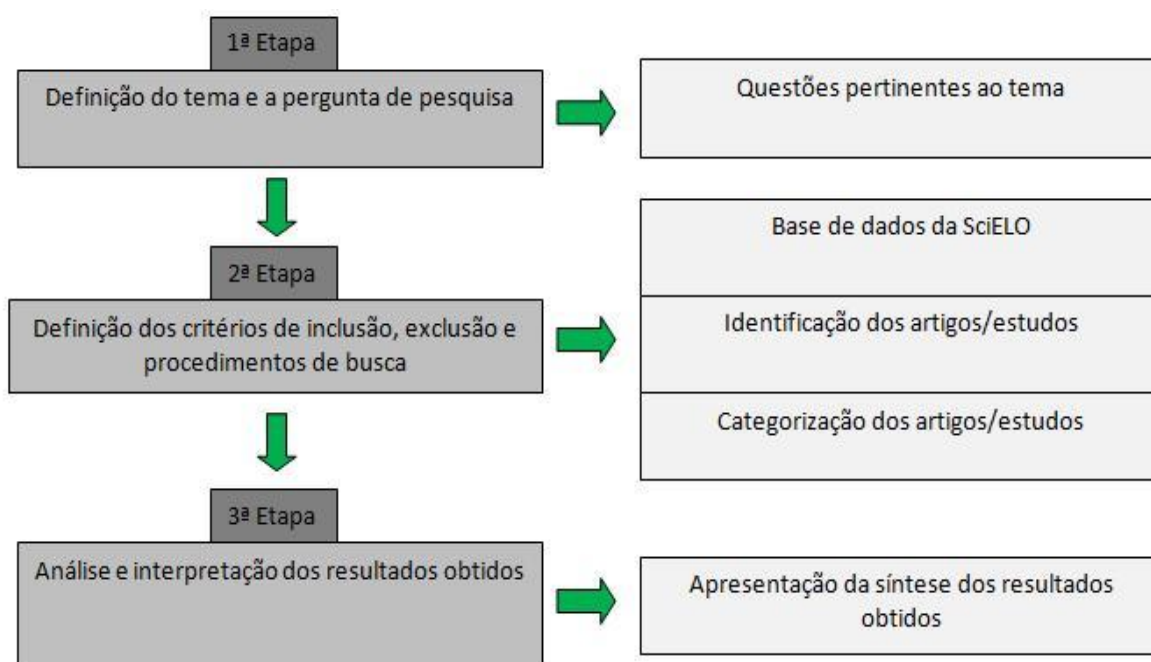 1ª Etapa
Definição do tema e a pergunta de pesquisa
Questões pertinentes ao tema
2ª Etapa
Definição dos critérios de inclusão, exclusão e
procedimentos de busca
Base de dados da SciELO
Identificação dos artigos/estudos
Categorização dos artigos/estudos
3ª Etapa
Análise e interpretação dos resultados obtidos
Apresentação da síntese dos resultados
obtidos